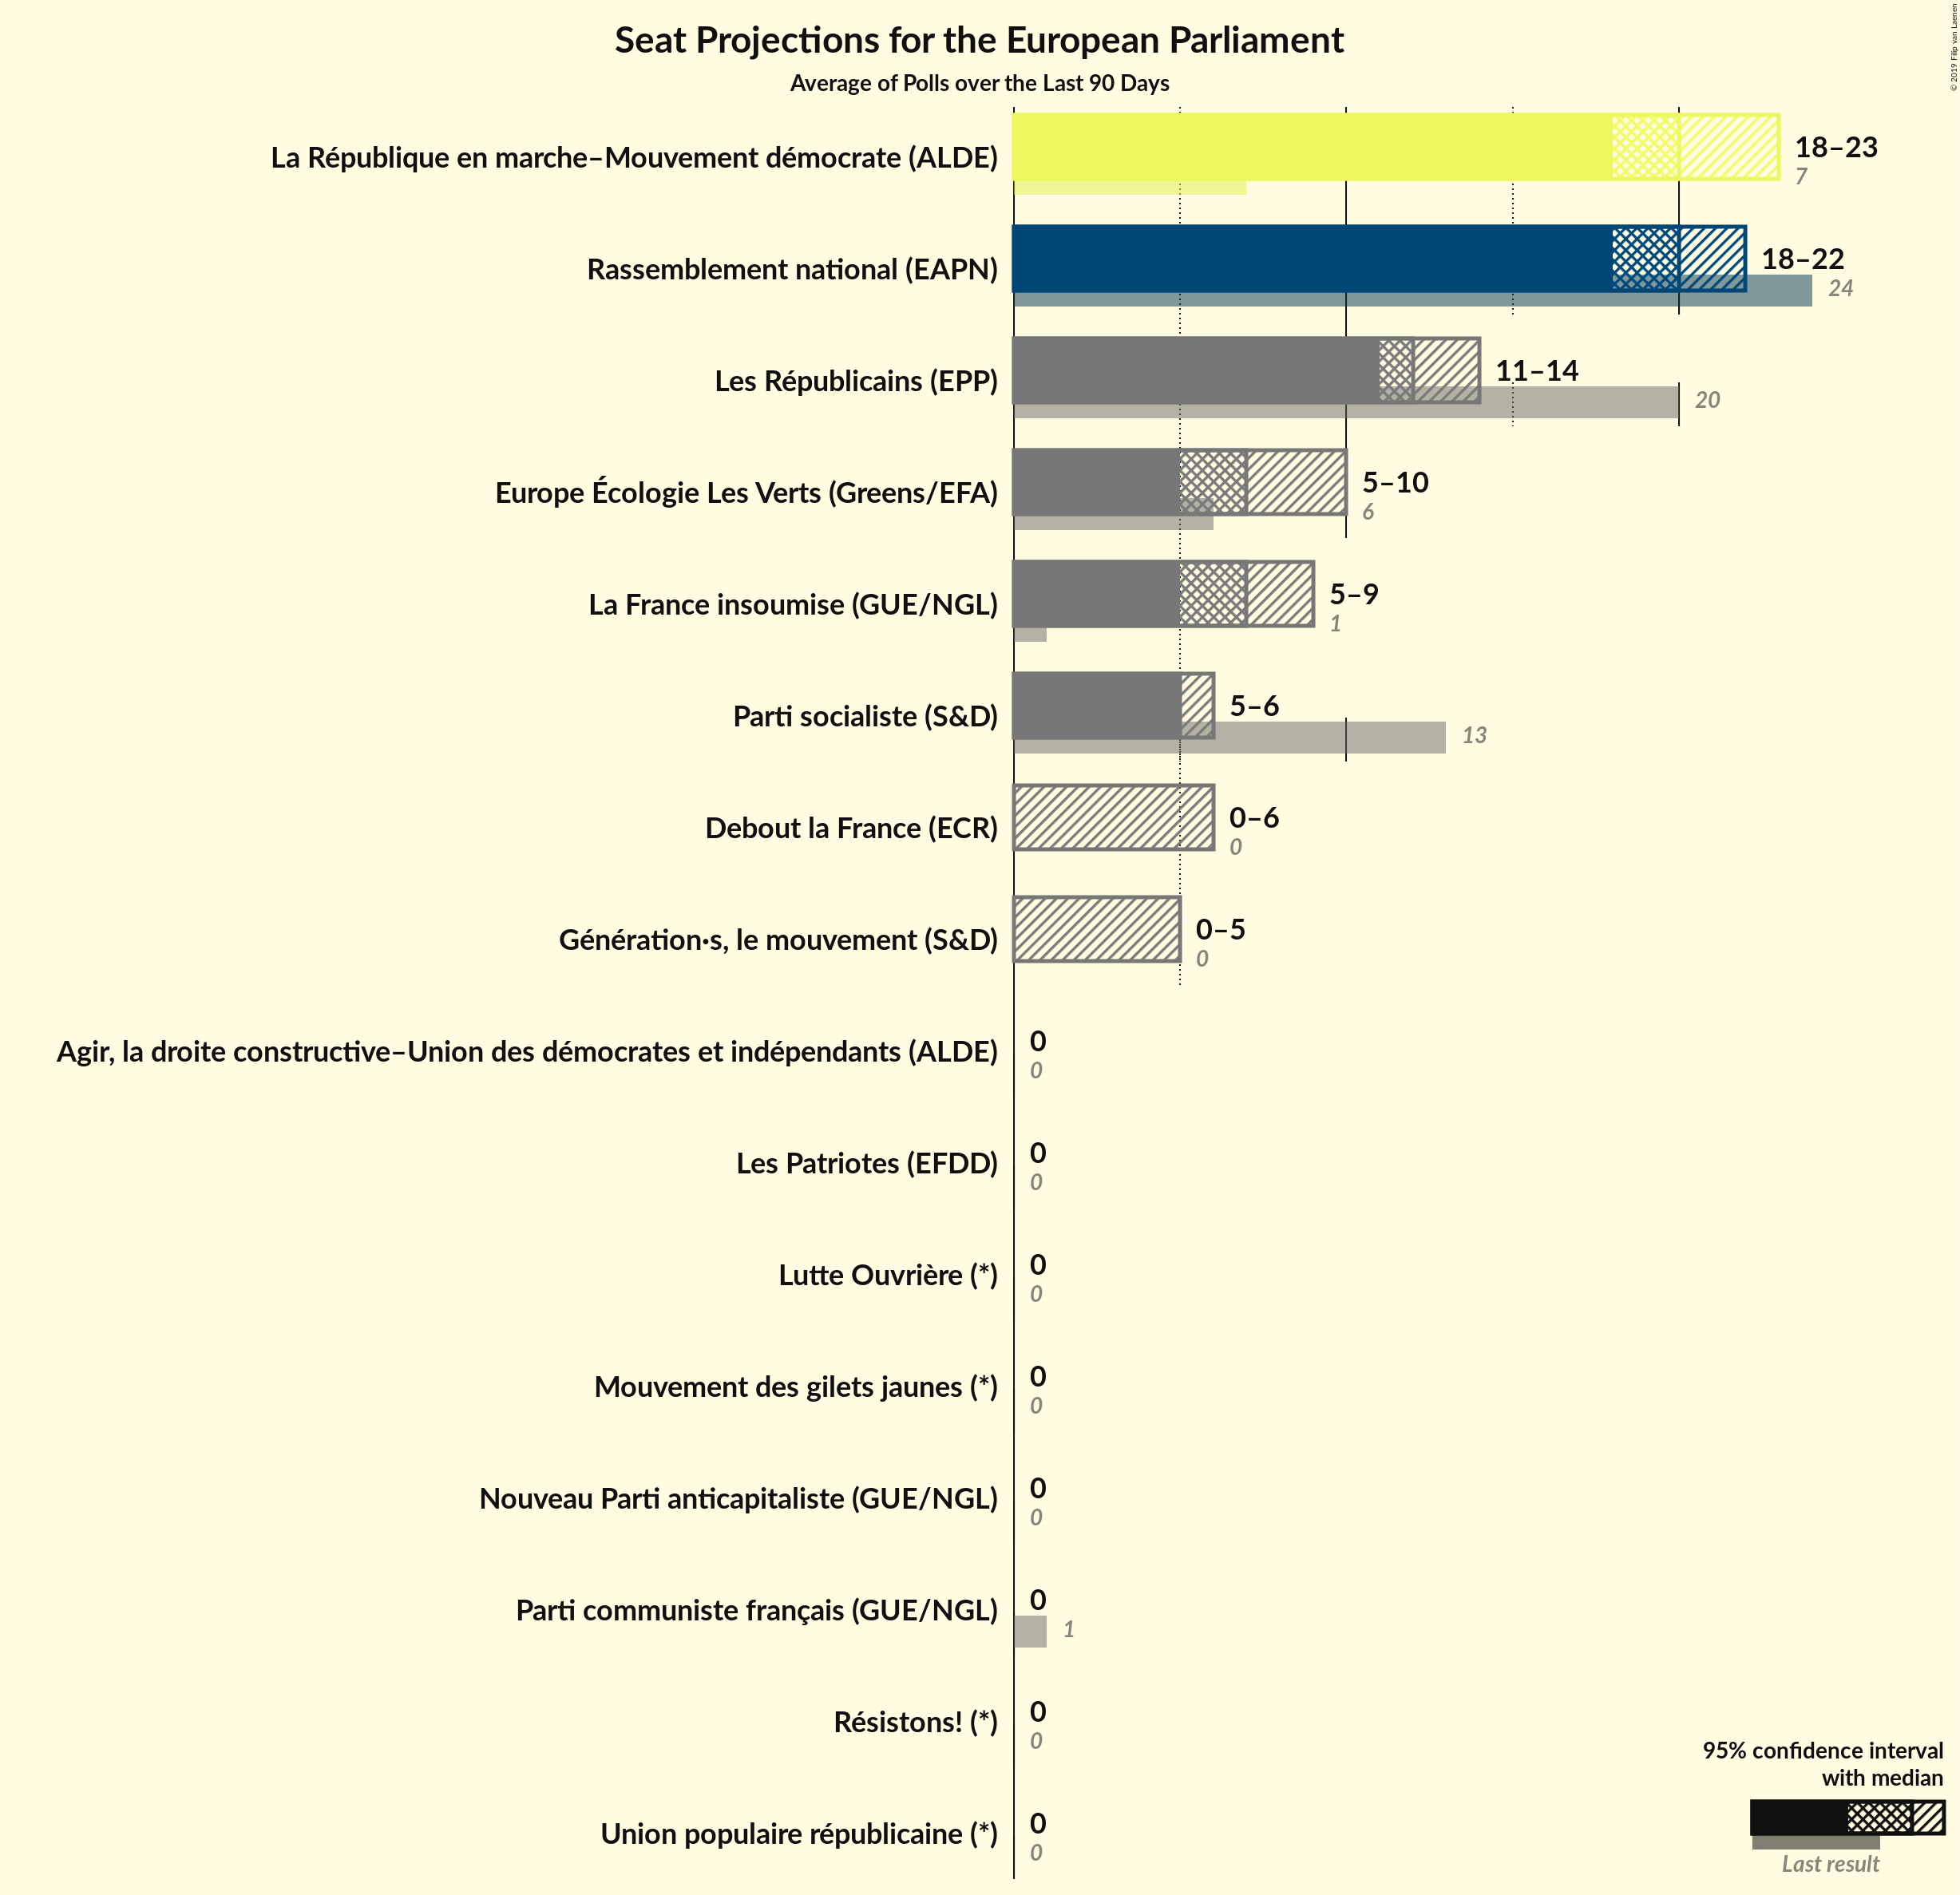 Seat Projections for the European Parliament
Average of Polls over the Last 90 Days
© 2019 Filip van Laenen
La République en marche–Mouvement démocrate (ALDE)
18–23
7
Rassemblement national (EAPN)
18–22
24
Les Républicains (EPP)
11–14
20
Europe Écologie Les Verts (Greens/EFA)
5–10
6
La France insoumise (GUE/NGL)
5–9
1
Parti socialiste (S&D)
5–6
13
Debout la France (ECR)
0–6
0
Génération·s, le mouvement (S&D)
0–5
0
Agir, la droite constructive–Union des démocrates et indépendants (ALDE)
0
0
Les Patriotes (EFDD)
0
0
Lutte Ouvrière (*)
0
0
Mouvement des gilets jaunes (*)
0
0
Nouveau Parti anticapitaliste (GUE/NGL)
0
0
Parti communiste français (GUE/NGL)
0
1
Résistons! (*)
0
0
Union populaire républicaine (*)
0
0
95% confidence interval
with median
Last result